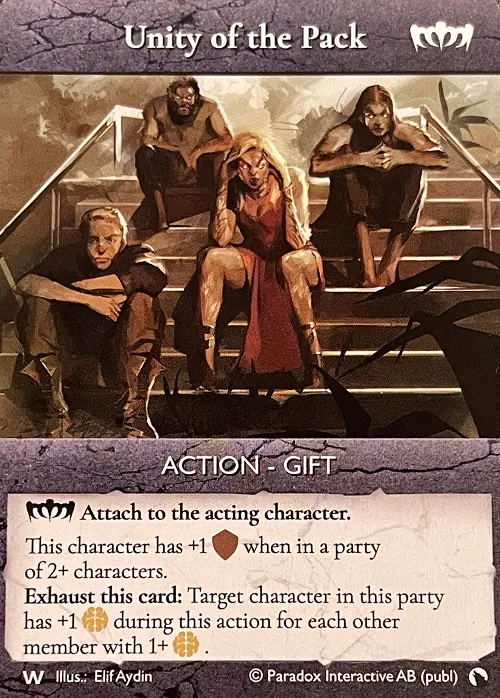 Unity of the Pack
ACTION - GIFT
Attach to the acting character.
This character has +1 when in a party
of 2+ characters.
Exhaust this card: Target character in this party
has +1 during this action for each other
member with 1+ .
W Illus.: Elif Aydin © Paradox Interactive AB (publ)